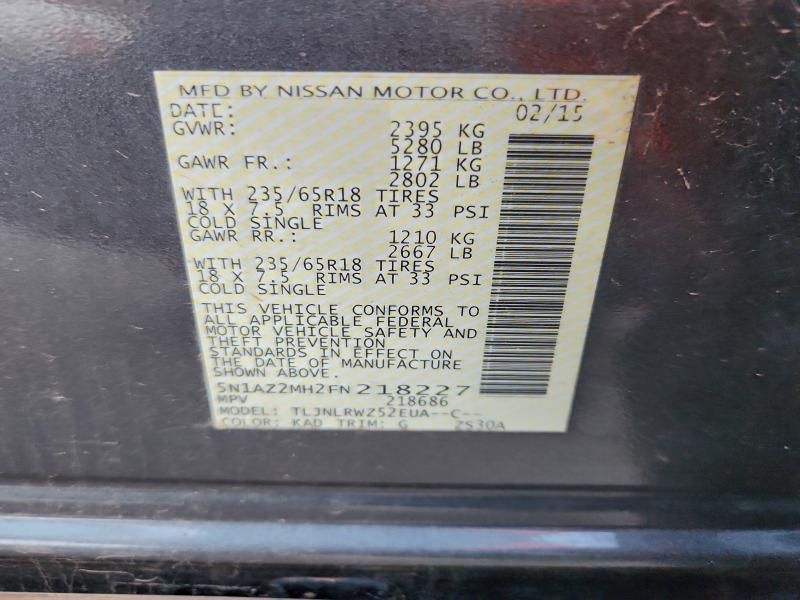 MFD BY NISSAN MOTOR CO., LTD.
DATE: 02/15
GVWR: 2395 KG
5280 LB
GAWR FR.: 1271 KG
2802 LB
WITH 235/65R18 TIRES
18 X 7.5 RIMS AT 33 PSI
COLD SINGLE
GAWR RR.: 1210 KG
2667 LB
WITH 235/65R18 TIRES
18 X 7.5 RIMS AT 33 PSI
COLD SINGLE
THIS VEHICLE CONFORMS TO
ALL APPLICABLE FEDERAL
MOTOR VEHICLE SAFETY AND
THEFT PREVENTION
STANDARDS IN EFFECT ON
THE DATE OF MANUFACTURE
SHOWN ABOVE.
5N1AZ2MH2FN218227
MPV 218686
MODEL: TLJNLRWZ52EUA--C--
COLOR: KAD TRIM: G ZS30A